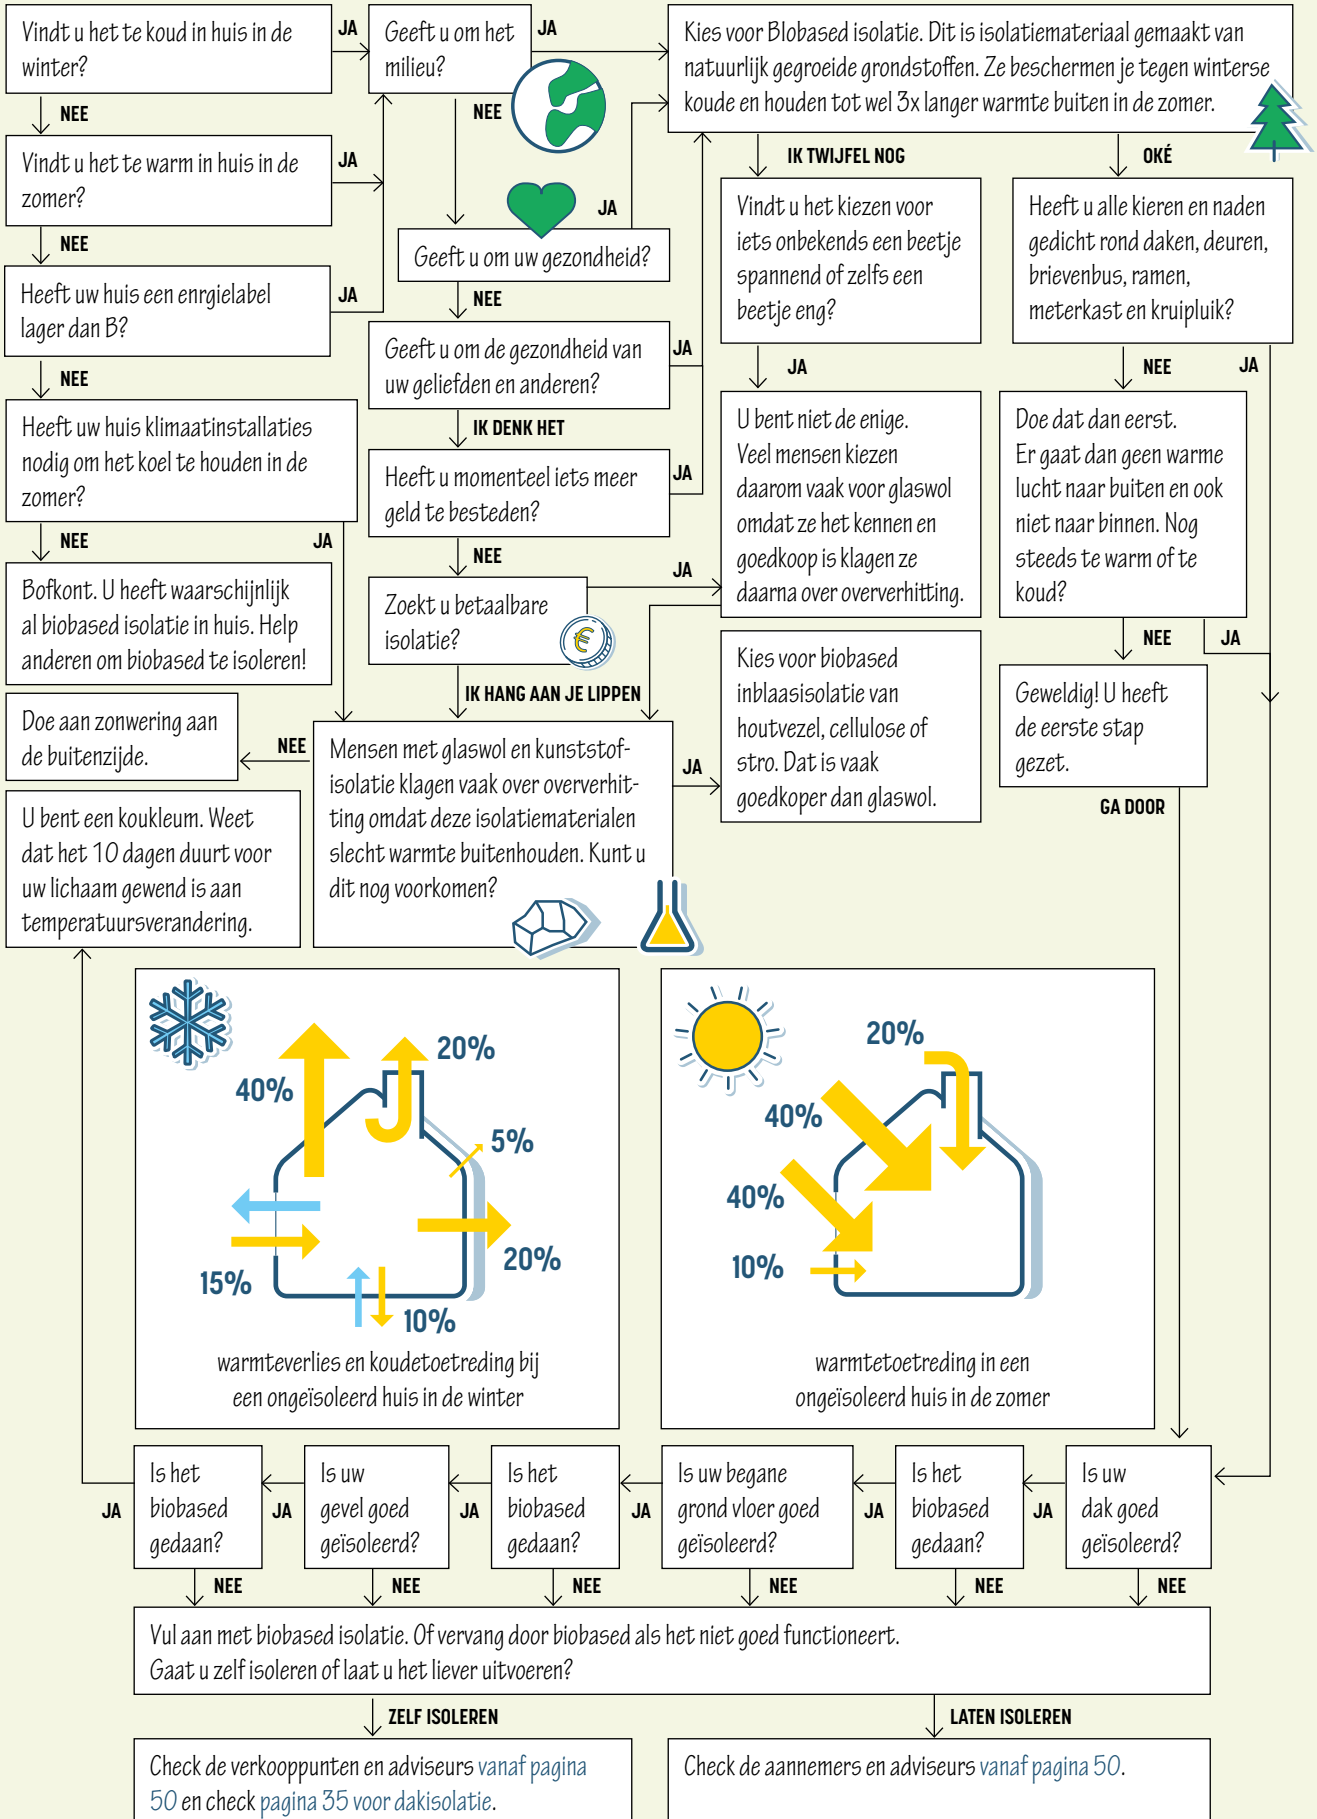 Vindt u het te koud in huis in de
winter?
JA
NEE
Vindt u het te warm in huis in de
zomer?
JA
NEE
Heeft uw huis een enrgielabel
lager dan B?
JA
NEE
Heeft uw huis klimaatinstallaties
nodig om het koel te houden in de
zomer?
NEE
JA
Bofkont. U heeft waarschijnlijk
al biobased isolatie in huis. Help
anderen om biobased te isoleren!
Doe aan zonwering aan
de buitenzijde.
U bent een koukleum. Weet
dat het 10 dagen duurt voor
uw lichaam gewend is aan
temperatuursverandering.
Geeft u om het
milieu?
JA
NEE
Geeft u om uw gezondheid?
JA
NEE
Geeft u om de gezondheid van
uw geliefden en anderen?
JA
IK DENK HET
Heeft u momenteel iets meer
geld te besteden?
JA
NEE
Zoekt u betaalbare
isolatie?
€
JA
IK HANG AAN JE LIPPEN
Mensen met glaswol en kunststof-
isolatie klagen vaak over oververhit-
ting omdat deze isolatiematerialen
slecht warmte buitenhouden. Kunt u
dit nog voorkomen?
NEE
JA
Kies voor Blobased isolatie. Dit is isolatiemateriaal gemaakt van
natuurlijk gegroeide grondstoffen. Ze beschermen je tegen winterse
koude en houden tot wel 3x langer warmte buiten in de zomer.
IK TWIJFEL NOG
OKÉ
Vindt u het kiezen voor
iets onbekends een beetje
spannend of zelfs een
beetje eng?
JA
U bent niet de enige.
Veel mensen kiezen
daarom vaak voor glaswol
omdat ze het kennen en
goedkoop is klagen ze
daarna over oververhitting.
Kies voor biobased
inblaasisolatie van
houtvezel, cellulose of
stro. Dat is vaak
goedkoper dan glaswol.
Heeft u alle kieren en naden
gedicht rond daken, deuren,
brievenbus, ramen,
meterkast en kruipluik?
NEE
JA
Doe dat dan eerst.
Er gaat dan geen warme
lucht naar buiten en ook
niet naar binnen. Nog
steeds te warm of te
koud?
NEE
JA
Geweldig! U heeft
de eerste stap
gezet.
GA DOOR
20%
40%
5%
20%
15%
10%
warmteverlies en koudetoetreding bij
een ongeïsoleerd huis in de winter
20%
40%
40%
10%
warmtetoetreding in een
ongeïsoleerd huis in de zomer
JA
Is het
biobased
gedaan?
JA
Is uw
gevel goed
geïsoleerd?
JA
Is het
biobased
gedaan?
JA
Is uw begane
grond vloer goed
geïsoleerd?
JA
Is het
biobased
gedaan?
JA
Is uw
dak goed
geïsoleerd?
NEE
NEE
NEE
NEE
NEE
NEE
Vul aan met biobased isolatie. Of vervang door biobased als het niet goed functioneert.
Gaat u zelf isoleren of laat u het liever uitvoeren?
ZELF ISOLEREN
LATEN ISOLEREN
Check de verkooppunten en adviseurs vanaf pagina
50 en check pagina 35 voor dakisolatie.
Check de aannemers en adviseurs vanaf pagina 50.